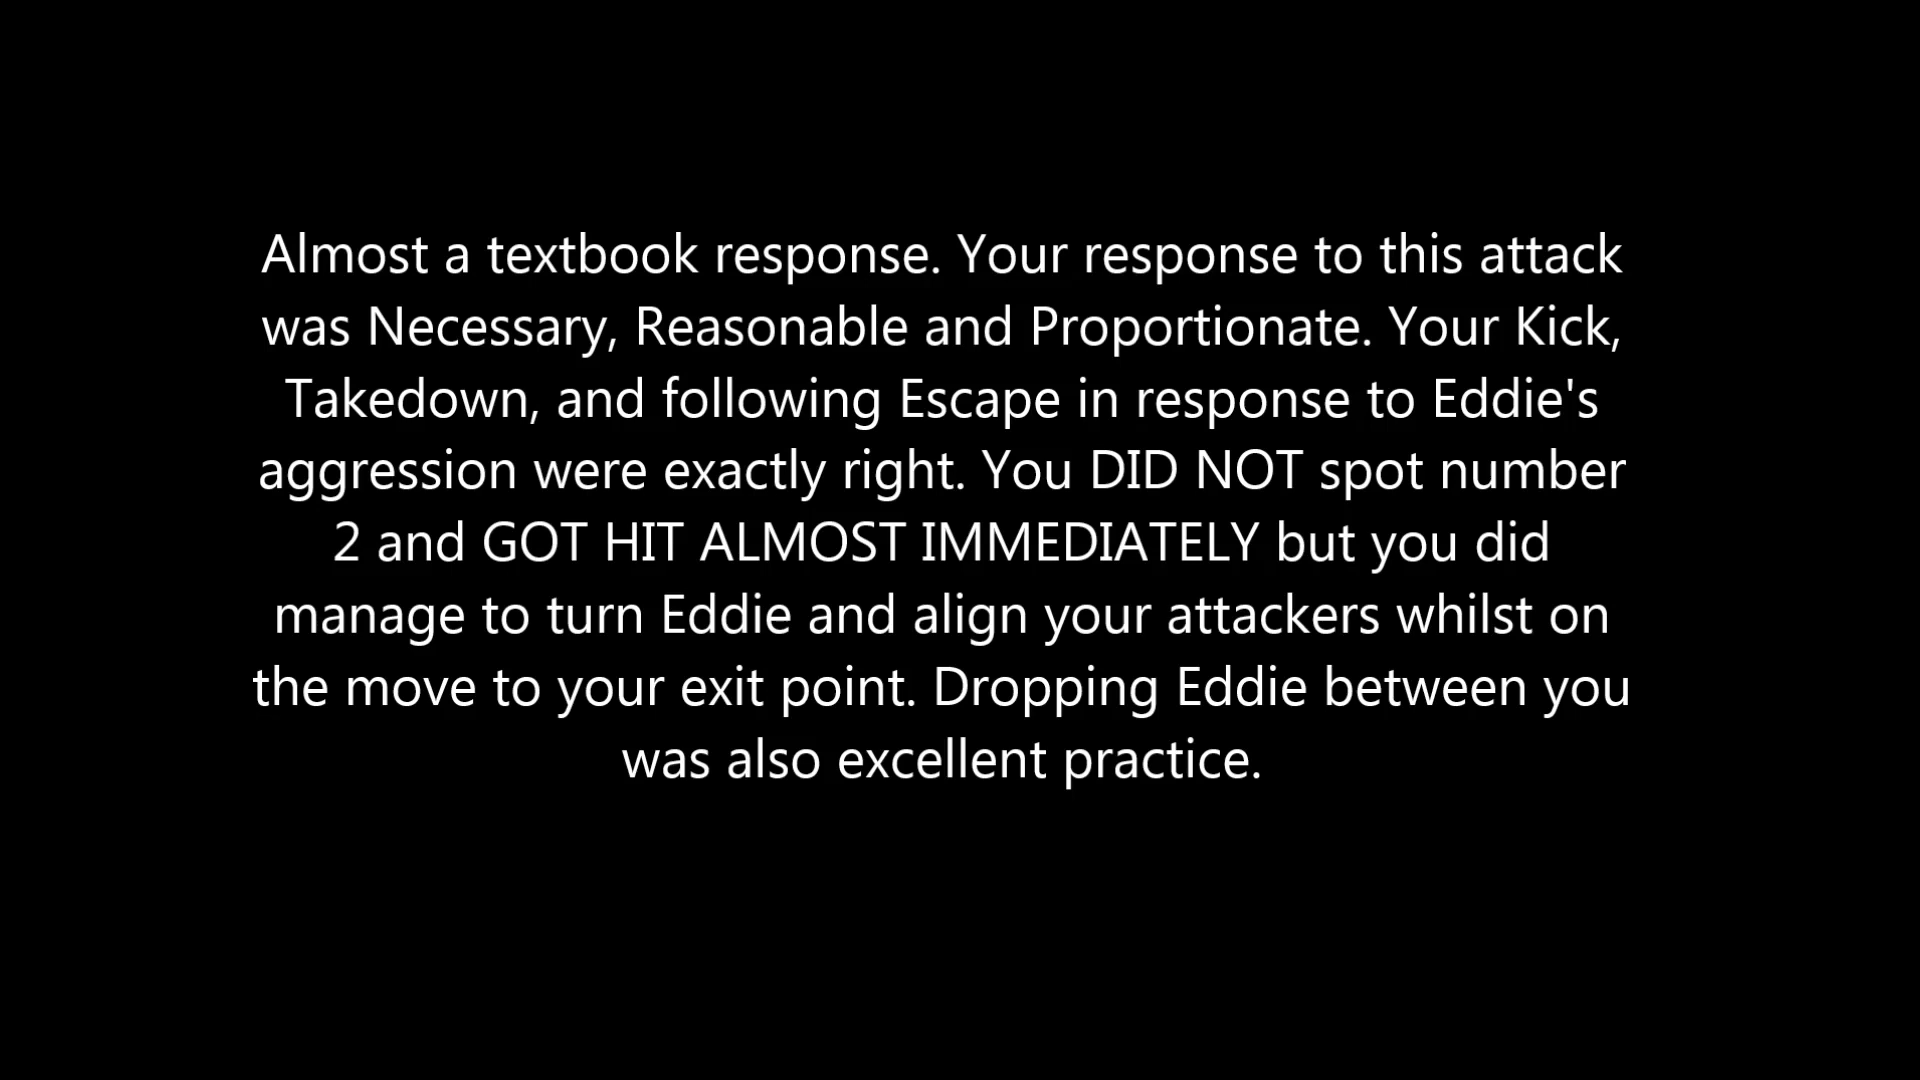 Almost a textbook response. Your response to this attack
was Necessary, Reasonable and Proportionate. Your Kick,
Takedown, and following Escape in response to Eddie's
aggression were exactly right. You DID NOT spot number
2 and GOT HIT ALMOST IMMEDIATELY but you did
manage to turn Eddie and align your attackers whilst on
the move to your exit point. Dropping Eddie between you
was also excellent practice.